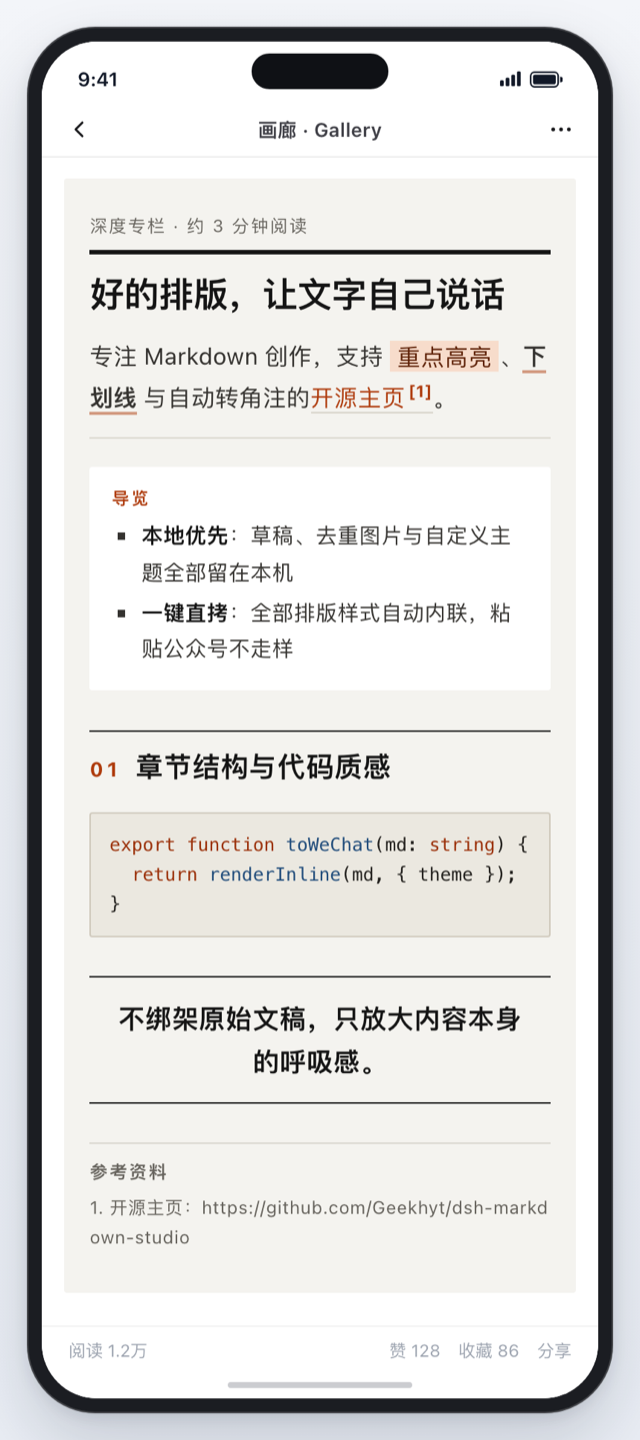 9:41
画廊 · Gallery
深度专栏 · 约 3 分钟阅读
好的排版，让文字自己说话
专注 Markdown 创作，支持 重点高亮 、下
划线 与自动转角注的开源主页 [1]。
导览
▪ 本地优先：草稿、去重图片与自定义主
题全部留在本机
▪ 一键直拷：全部排版样式自动内联，粘
贴公众号不走样
01 章节结构与代码质感
export function toWeChat(md: string) {
  return renderInline(md, { theme });
}
不绑架原始文稿，只放大内容本身
的呼吸感。
参考资料
1. 开源主页：https://github.com/Geekhyt/dsh-markd
own-studio
阅读 1.2万 赞 128 收藏 86 分享